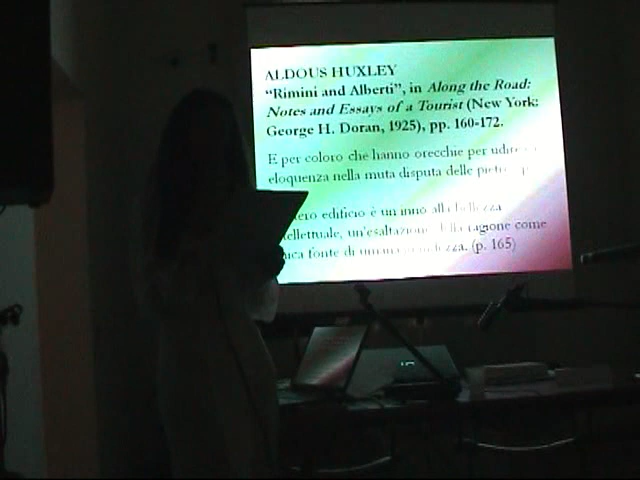 ALDOUS HUXLEY
“Rimini and Alberti”, in Along the Road:
Notes and Essays of a Tourist (New York:
George H. Doran, 1925), pp. 160-172.
E per coloro che hanno orecchie per udire
eloquenza nella muta disputa delle
edificio è un inno alla bellezza
un'esaltazione della ragione come
fonte di umana (p. 165)